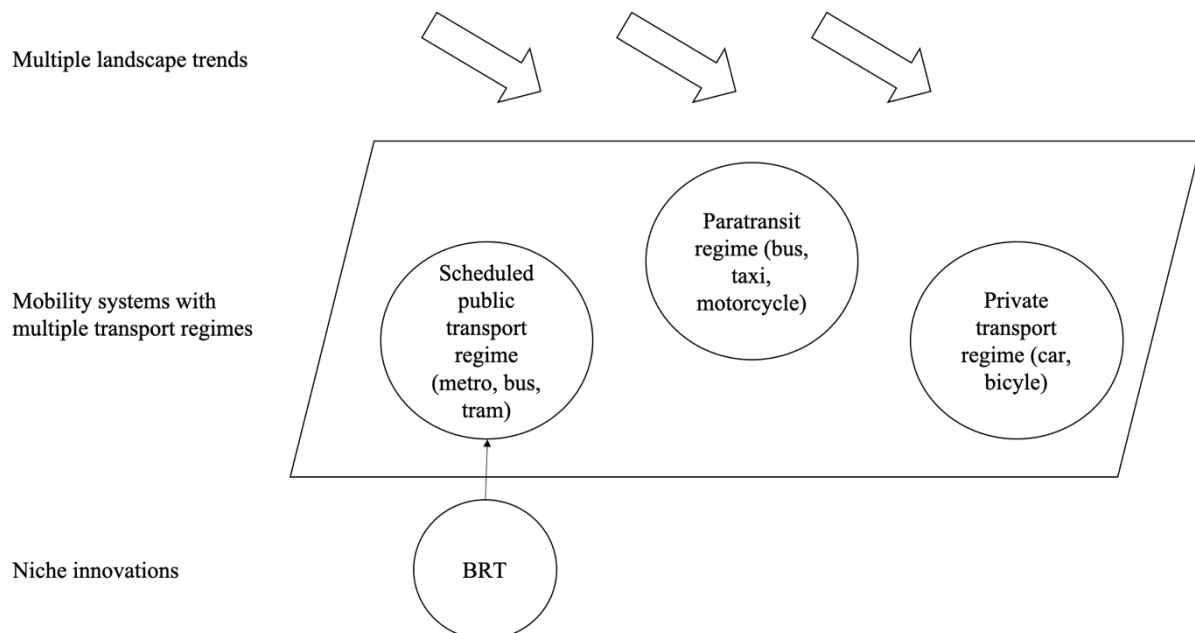 Multiple landscape trends
Mobility systems with
multiple transport regimes
Scheduled
public
transport
regime
(metro, bus,
tram)
Paratransit
regime (bus,
taxi,
motorcycle)
Private
transport
regime (car,
bicyle)
Niche innovations
BRT